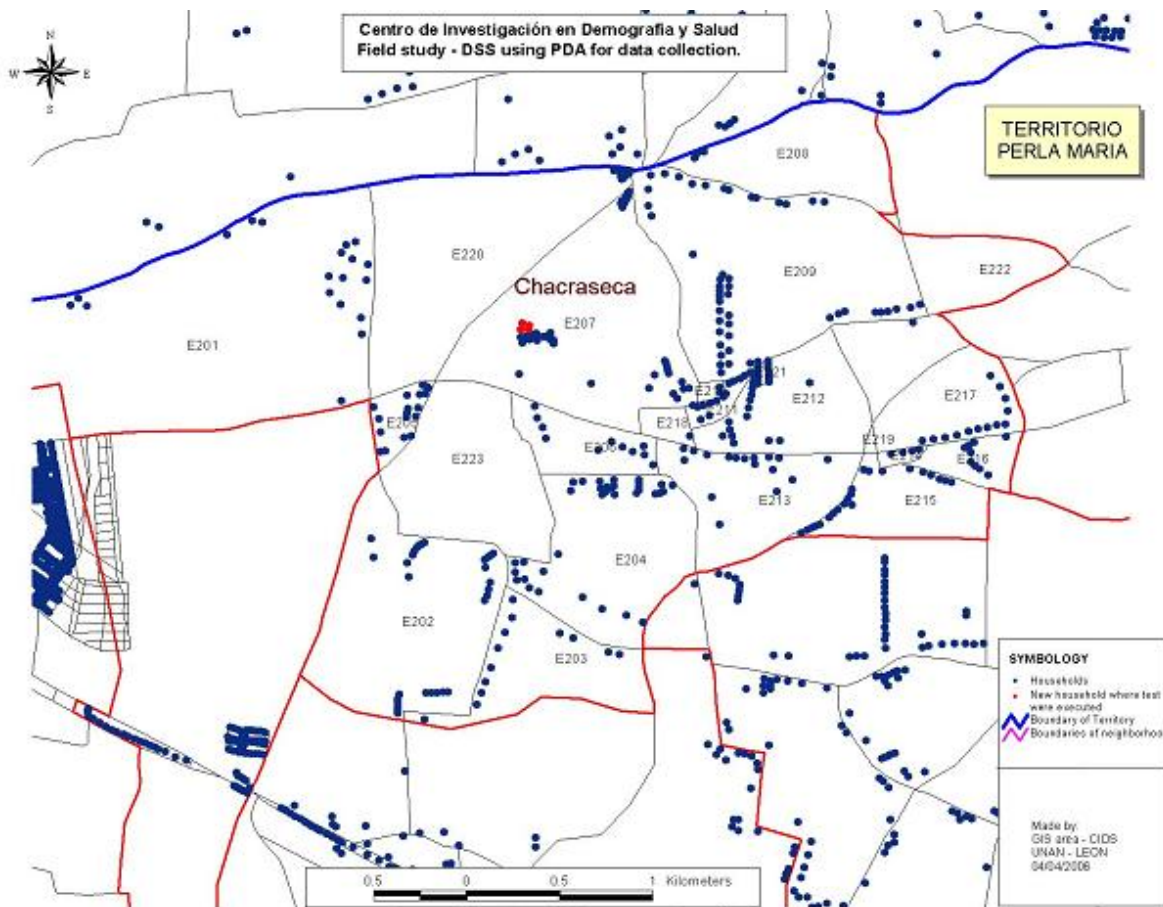 Centro de Investigación en Demografia y Salud
Field study - DSS using PDA for data collection.
N
W
E
S
TERRITORIO
PERLA MARIA
E208
E220
E209
E222
Chacraseca
E207
E201
E212
E217
E211
E218
E219
E223
E216
E213
E215
E204
E202
E203
SYMBOLOGY
Households
New household where test
were executed
Boundary of Territory
Boundaries of neighborhoo
Made by:
GIS area - CIDS
UNAN - LEON
04/04/2006
0.5 0 0.5 1 Kilometers